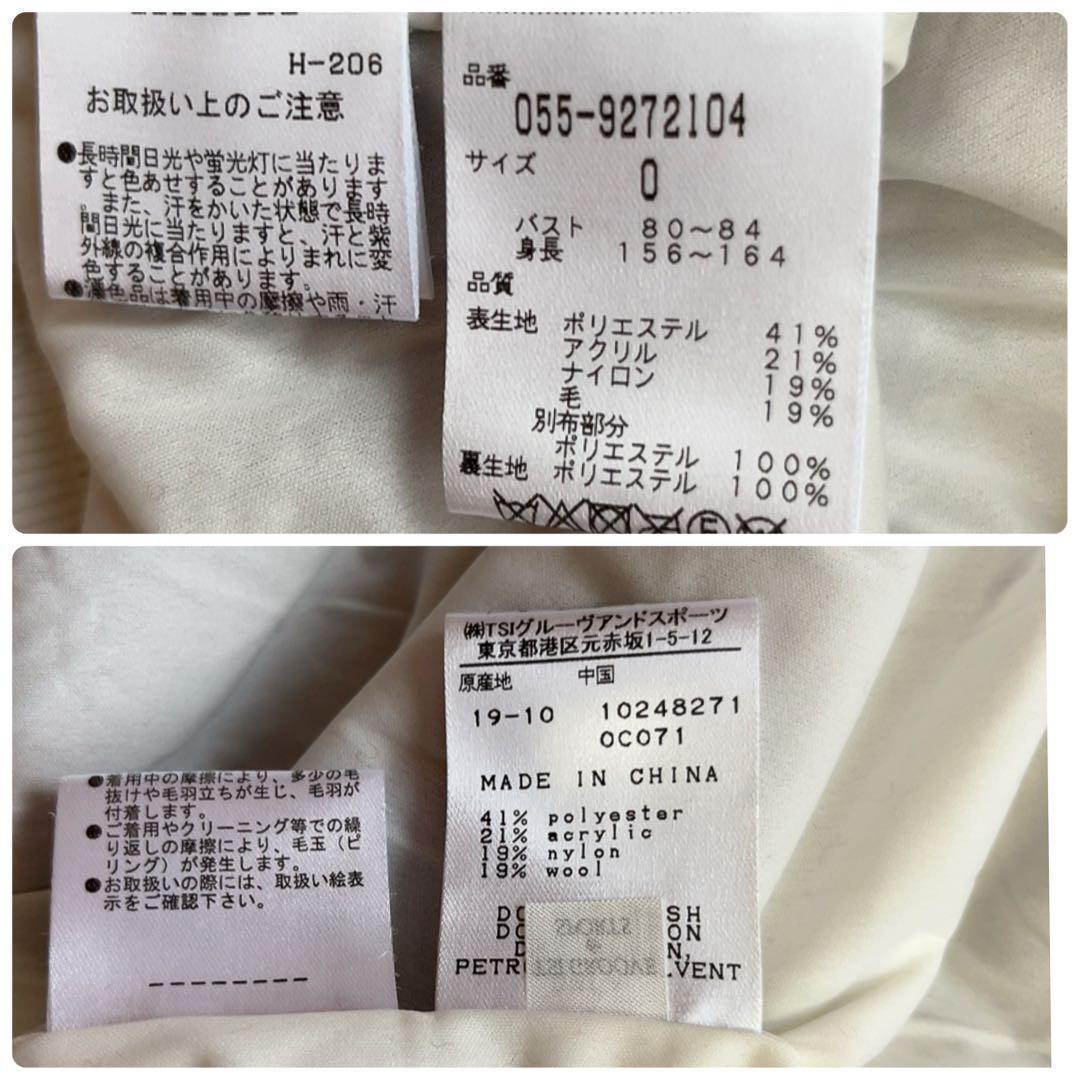 H-206
お取扱い上のご注意
●長時間日光や蛍光灯に当たりま
すと色あせすることがあります
。また、汗をかいた状態で長時
間日光に当たりますと、汗と紫
外線の複合作用によりまれに変
色することがあります。
●濃色品は着用中の摩擦や雨・汗
品番
055-9272104
サイズ
0
バスト 80～84
身長 156～164
品質
表生地 ポリエステル 41%
アクリル 21%
ナイロン 19%
毛 19%
別布部分
ポリエステル 100%
裏生地 ポリエステル 100%
●着用中の摩擦により、多少の毛
抜けや毛羽立ちが生じ、毛羽が
付着します。
●ご着用やクリーニング等での繰
り返しの摩擦により、毛玉（ピ
リング）が発生します。
●お取扱いの際には、取扱い絵表
示をご確認下さい。
㈱TSIグルーヴアンドスポーツ
東京都港区元赤坂1-5-12
原産地 中国
19-10 10248271
0C071
MADE IN CHINA
41% polyester
21% acrylic
19% nylon
19% wool